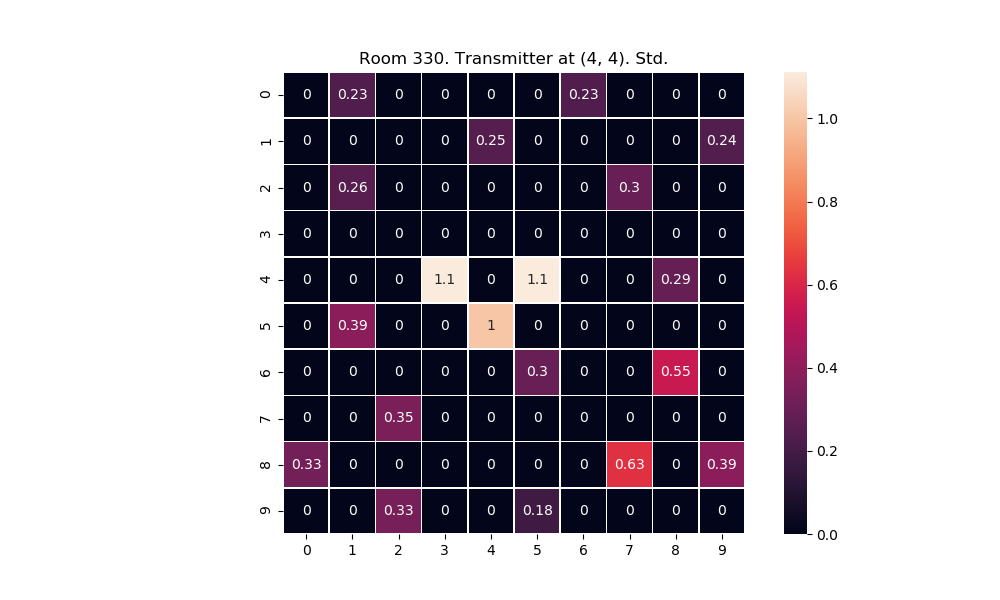 Room 330. Transmitter at (4, 4). Std.
0 0 0.23 0 0 0 0 0.23 0 0 0
1 0 0 0 0 0.25 0 0 0 0 0.24
2 0 0.26 0 0 0 0 0 0.3 0 0
3 0 0 0 0 0 0 0 0 0 0
4 0 0 0 1.1 0 1.1 0 0 0.29 0
5 0 0.39 0 0 1 0 0 0 0 0
6 0 0 0 0 0 0.3 0 0 0.55 0
7 0 0 0.35 0 0 0 0 0 0 0
8 0.33 0 0 0 0 0 0 0.63 0 0.39
9 0 0 0.33 0 0 0.18 0 0 0 0
0 1 2 3 4 5 6 7 8 9
1.0
0.8
0.6
0.4
0.2
0.0